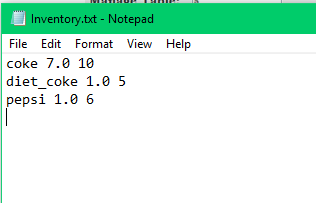 Inventory.txt - Notepad
File Edit Format View Help
coke 7.0 10
diet_coke 1.0 5
pepsi 1.0 6